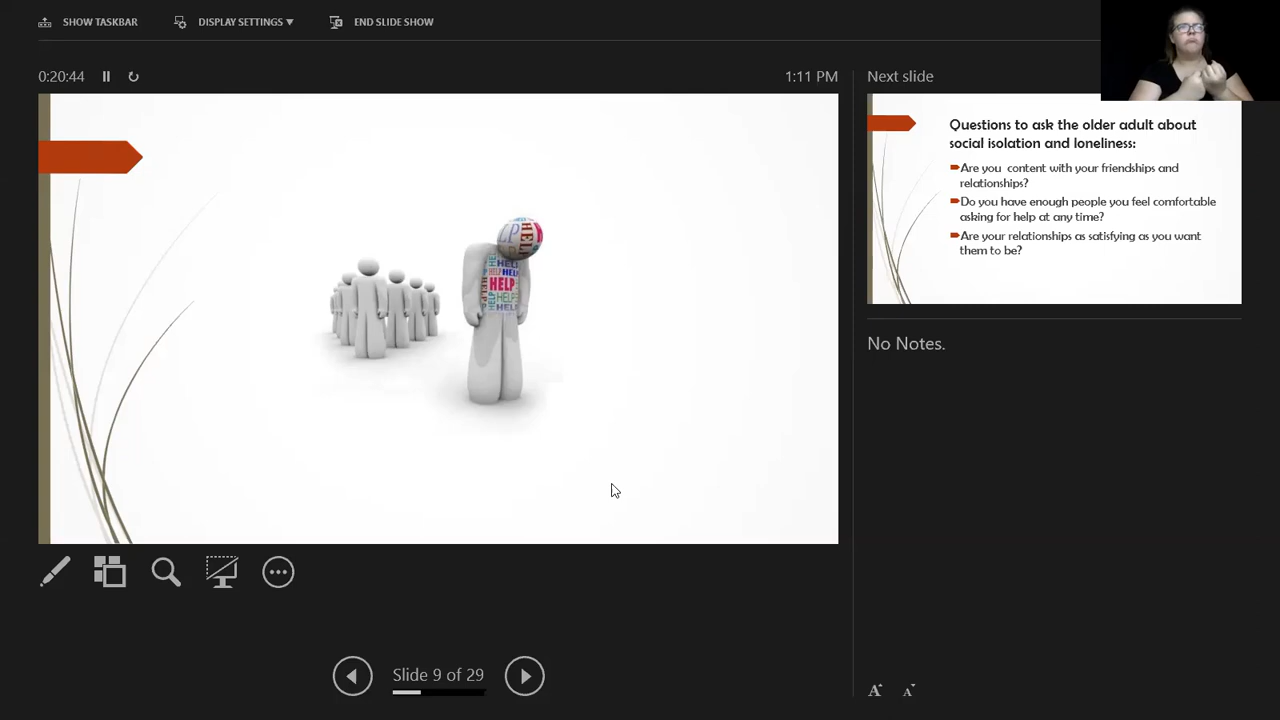 SHOW TASKBAR
DISPLAY SETTINGS ▼
END SLIDE SHOW
0:20:44
1:11 PM
Next slide
HELP
HELP
HELP
HELP
HELP
Questions to ask the older adult about
social isolation and loneliness:
Are you content with your friendships and
relationships?
Do you have enough people you feel comfortable
asking for help at any time?
Are your relationships as satisfying as you want
them to be?
No Notes.
Slide 9 of 29
A A